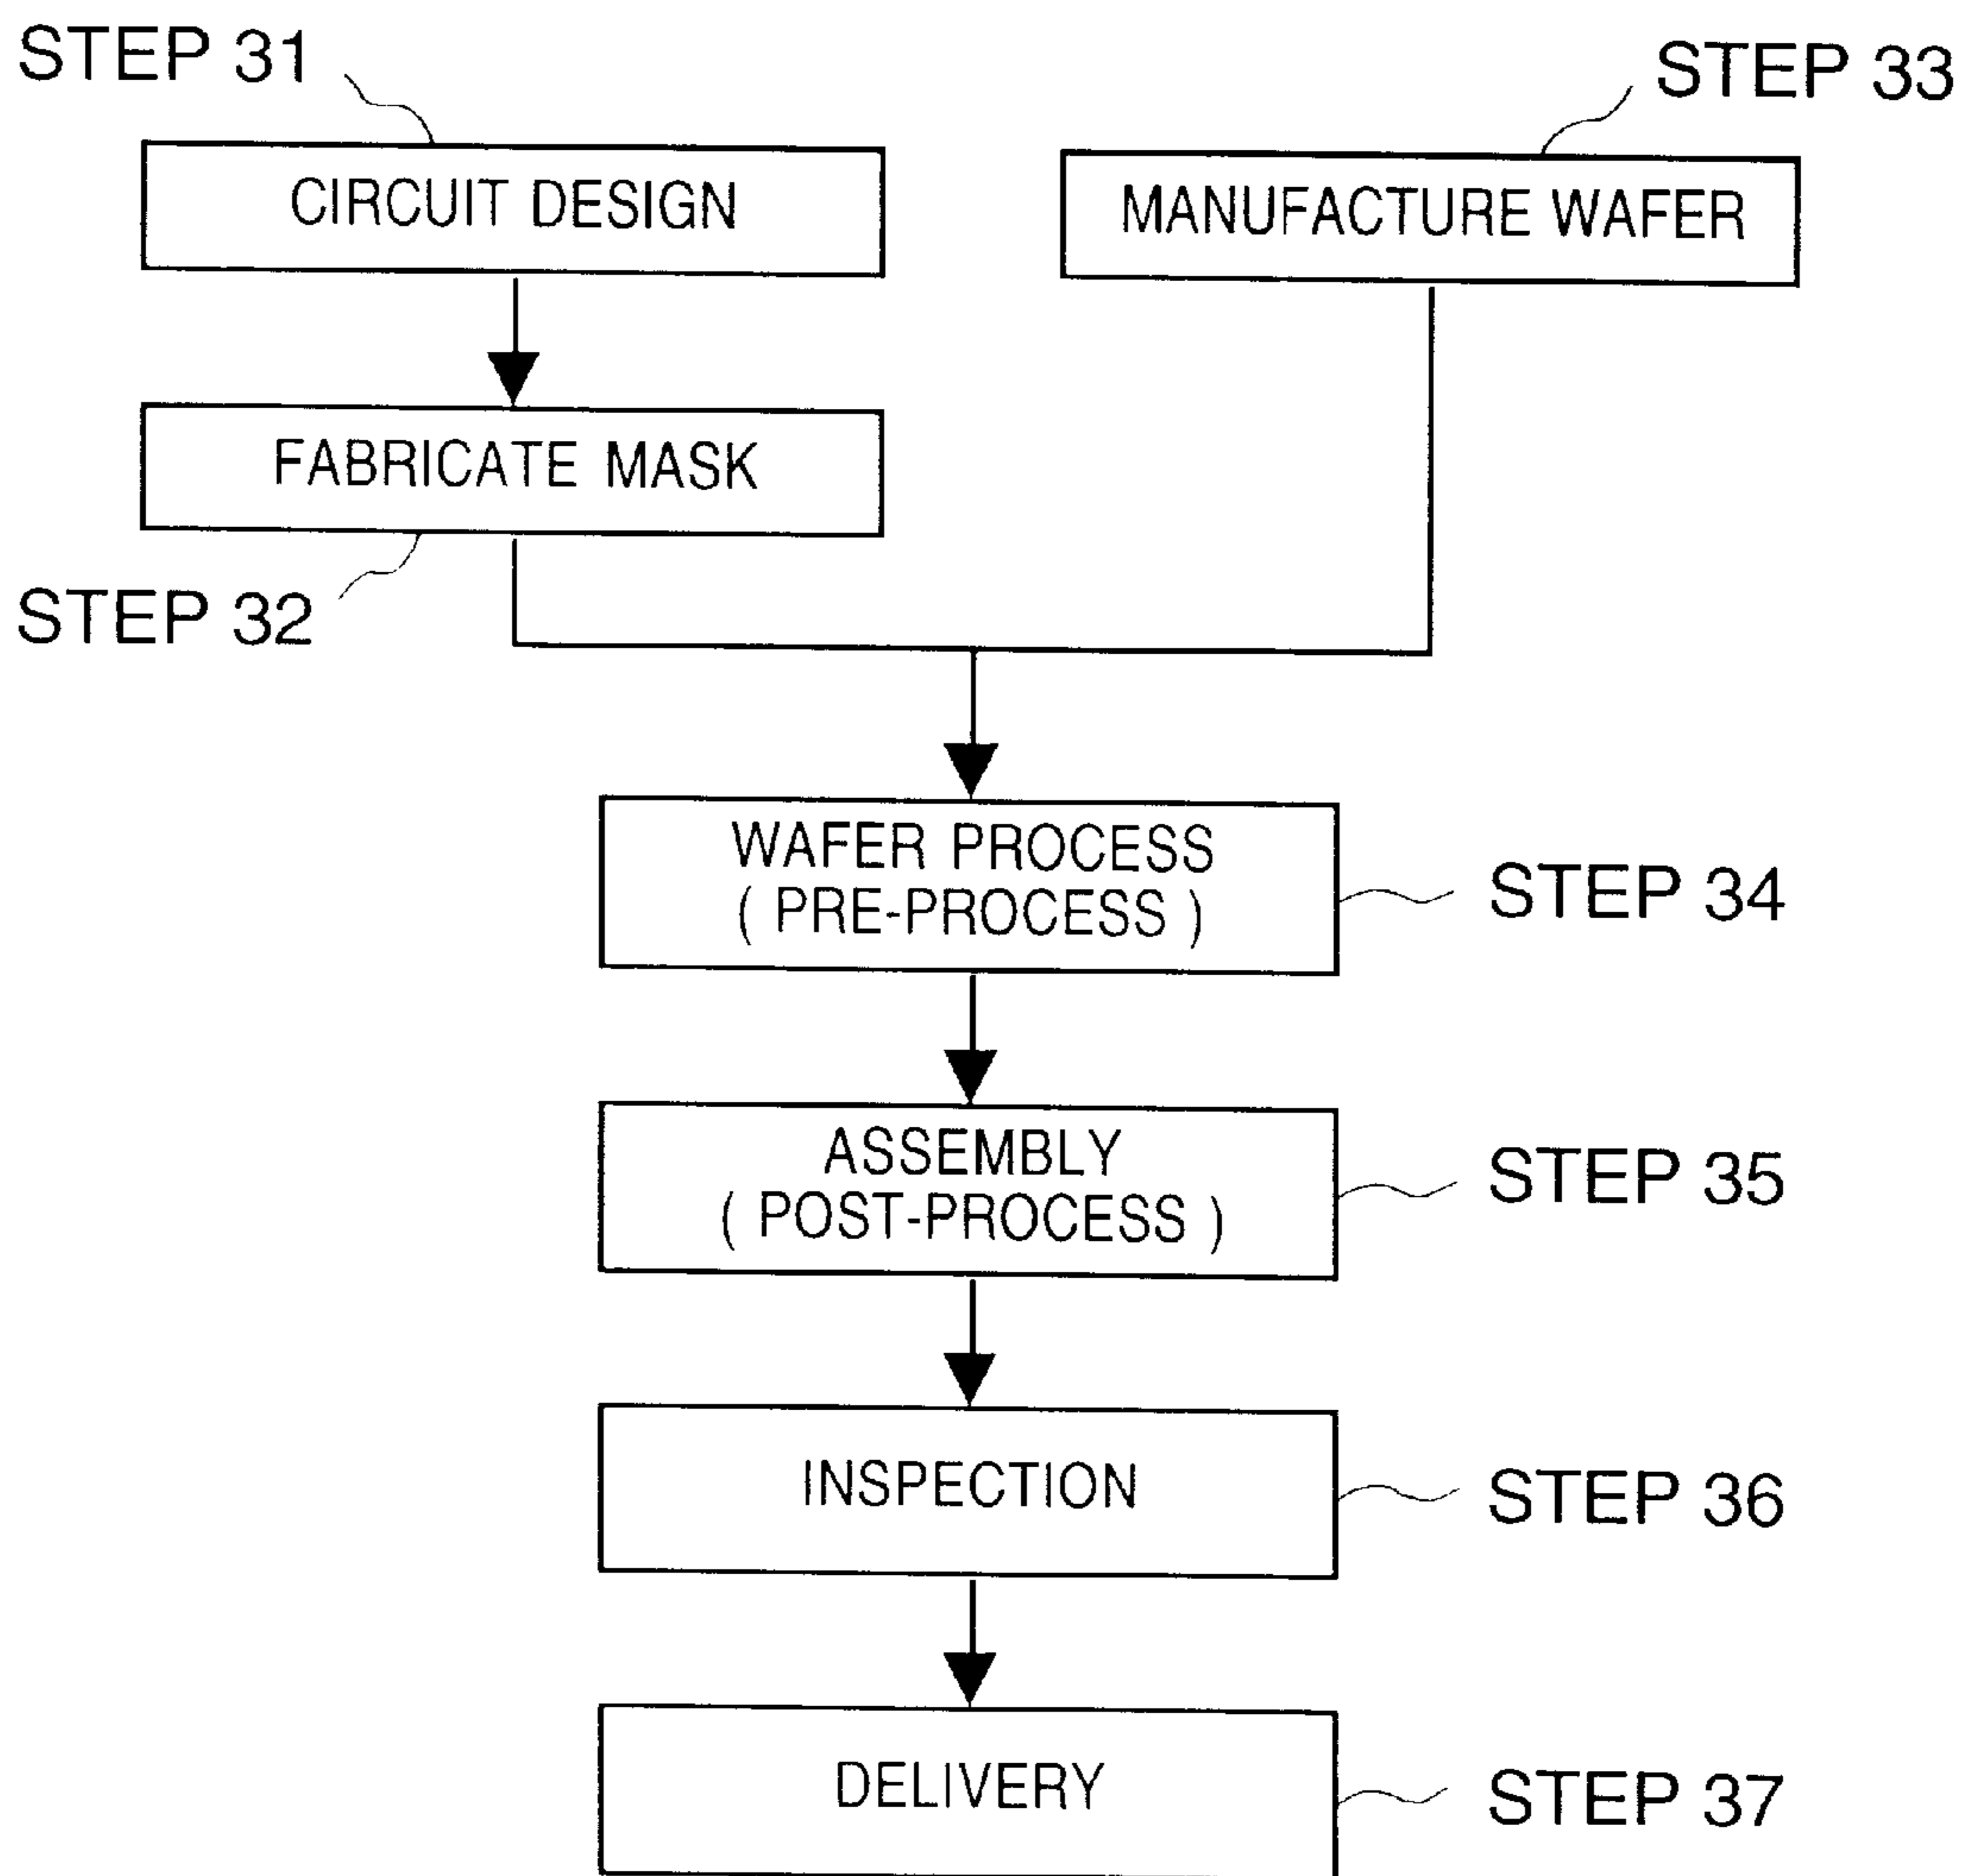 STEP 31
STEP 33
CIRCUIT DESIGN
MANUFACTURE WAFER
FABRICATE MASK
STEP 32
WAFER PROCESS
( PRE-PROCESS )
STEP 34
ASSEMBLY
( POST-PROCESS )
STEP 35
INSPECTION
STEP 36
DELIVERY
STEP 37